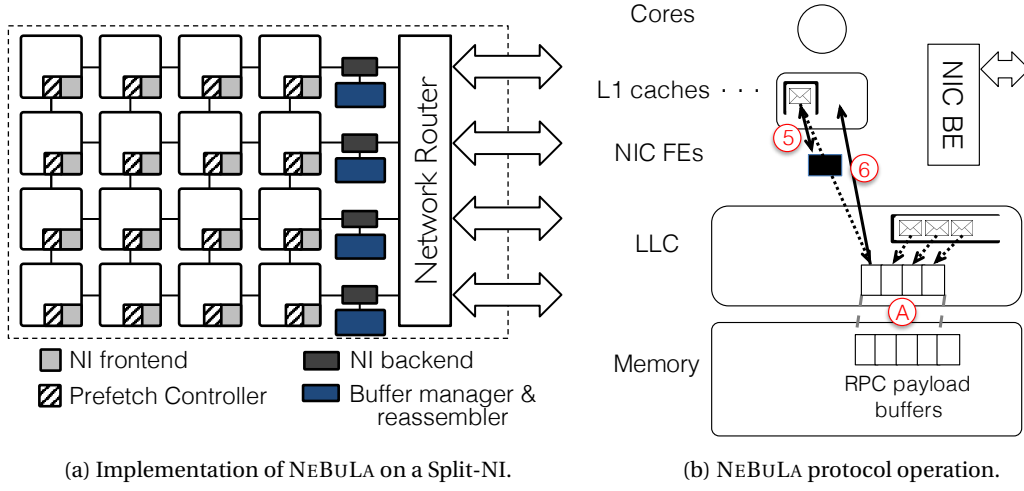 Network Router
NI frontend
NI backend
Prefetch Controller
Buffer manager &
reassembler
(a) Implementation of NEBULA on a Split-NI.
Cores
L1 caches · · ·
NIC BE
5
NIC FEs
6
LLC
A
Memory
RPC payload
buffers
(b) NEBULA protocol operation.